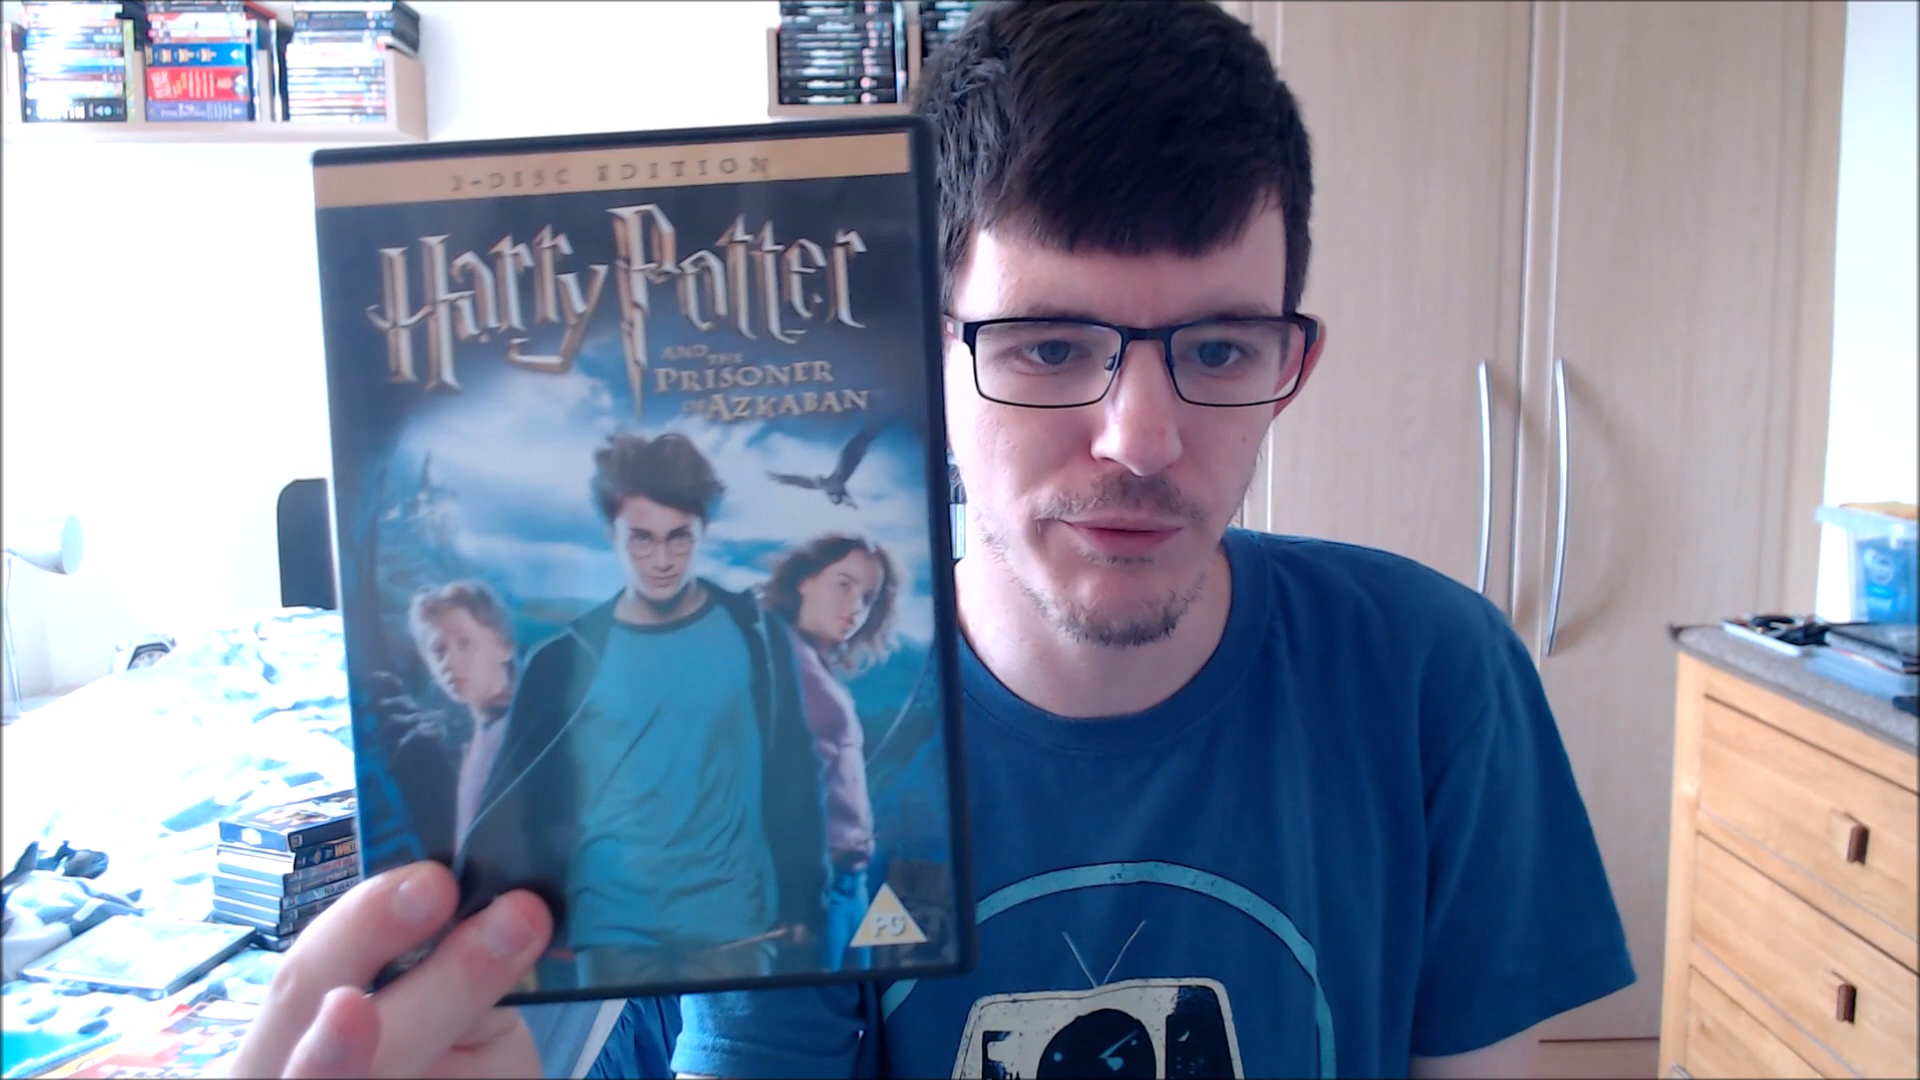 2-DISC EDITION
Harry Potter
AND THE
PRISONER
OF AZKABAN
PG